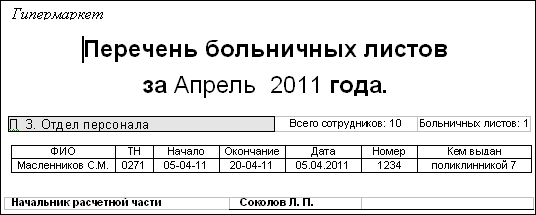 Гипермаркет
Перечень больничных листов
за Апрель 2011 года.
П. 3. Отдел персонала Всего сотрудников: 10 Больничных листов: 1
ФИО ТН Начало Окончание Дата Номер Кем выдан
Масленников С.М. 0271 05-04-11 20-04-11 05.04.2011 1234 поликлинникой 7
Начальник расчетной части Соколов Л. П.